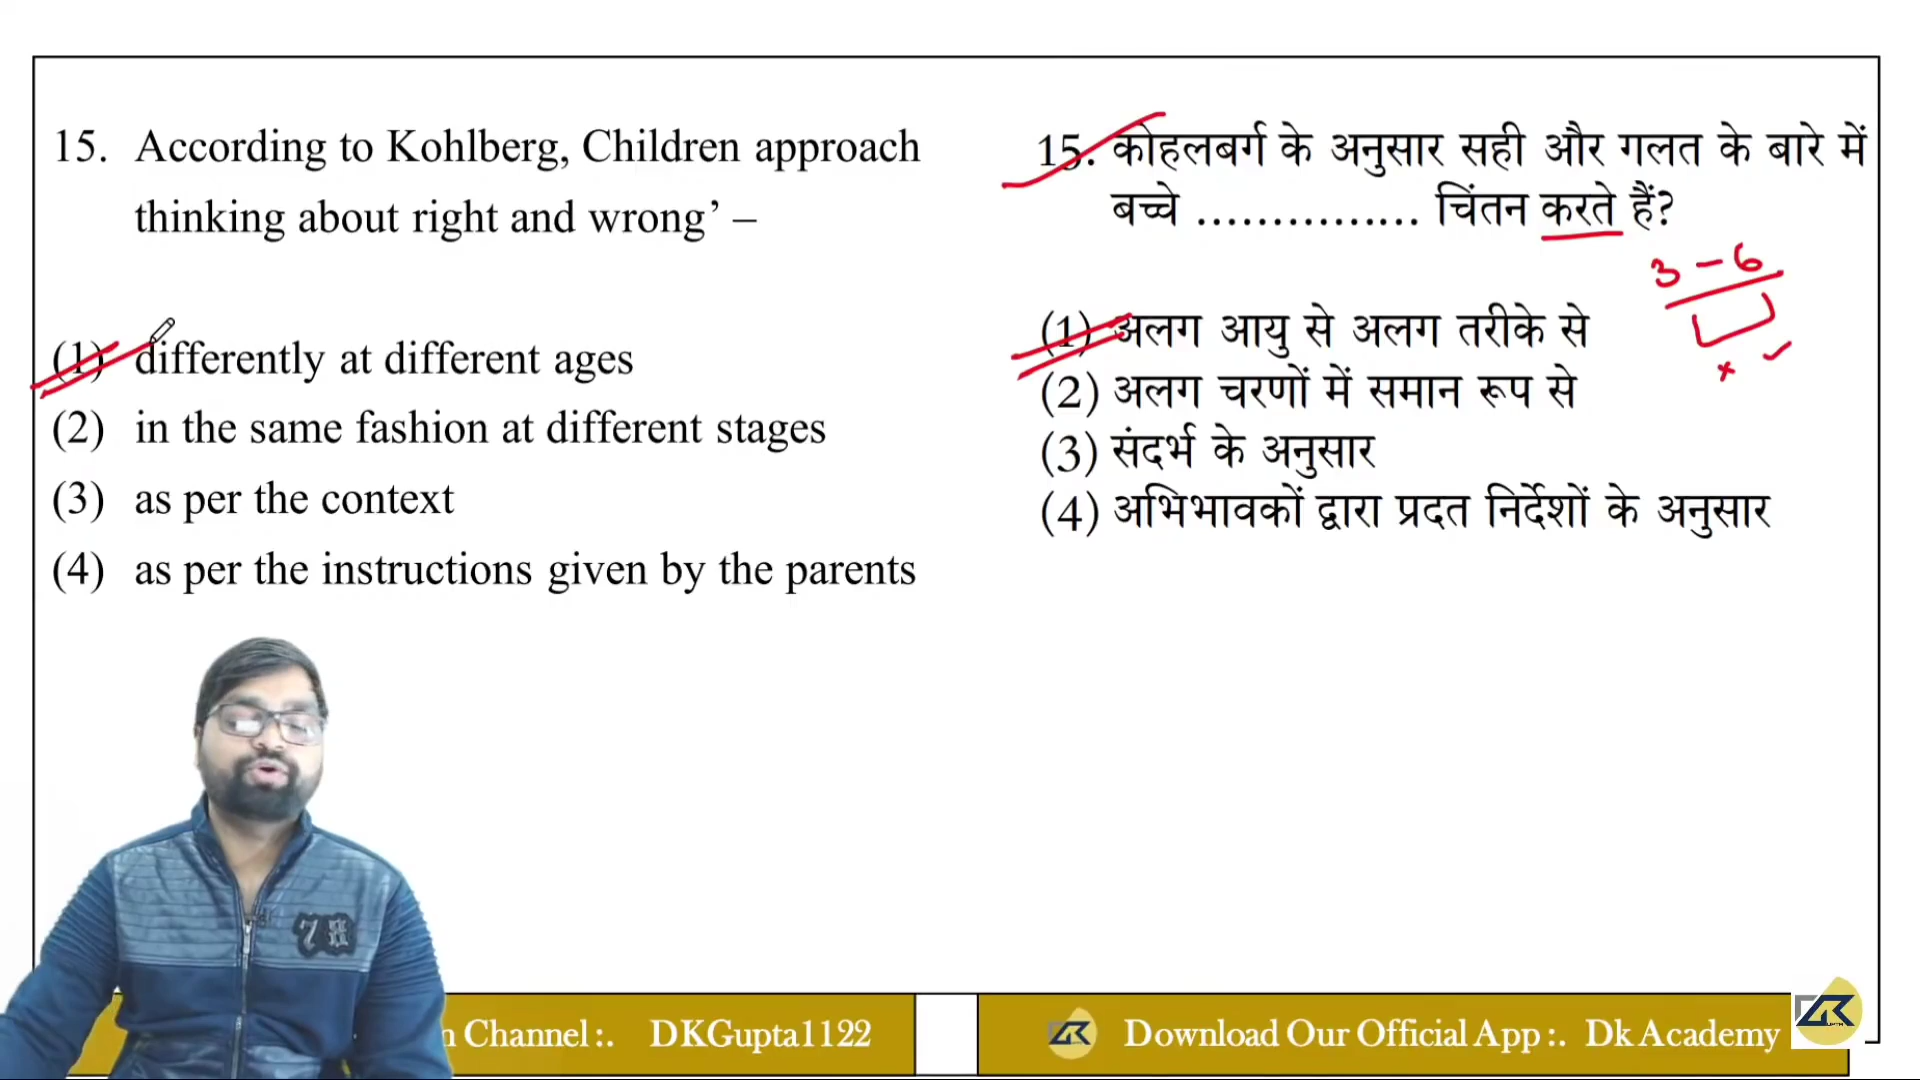 15. According to Kohlberg, Children approach
thinking about right and wrong’ –
(1) differently at different ages
(2) in the same fashion at different stages
(3) as per the context
(4) as per the instructions given by the parents
15. कोहलबर्ग के अनुसार सही और गलत के बारे में
बच्चे ............... चिंतन करते हैं?
3 – 6
(1) अलग आयु से अलग तरीके से
(2) अलग चरणों में समान रूप से
(3) संदर्भ के अनुसार
(4) अभिभावकों द्वारा प्रदत निर्देशों के अनुसार
Channel :. DKGupta1122
Download Our Official App :. Dk Academy